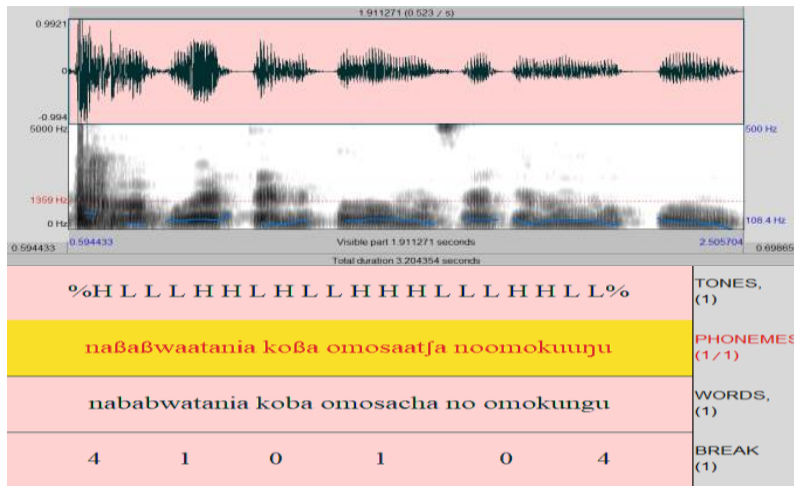 1.911271 (0.523 / s)
0.9921
0
-0.994
5000 Hz
500 Hz
1359 Hz
0 Hz
108.4 Hz
0.594433
0.594433
Visible part 1.911271 seconds
2.505704
0.69865
Total duration 3.204354 seconds
%H L L L H H L H L L H H H L L L H H L L%
TONES,
(1)
naßaßwaatania koßa omosaatʃa noomokuuŋu
PHONEMES
(1/1)
nababwatania koba omosacha no omokungu
WORDS,
(1)
4 1 0 1 0 4
BREAK
(1)